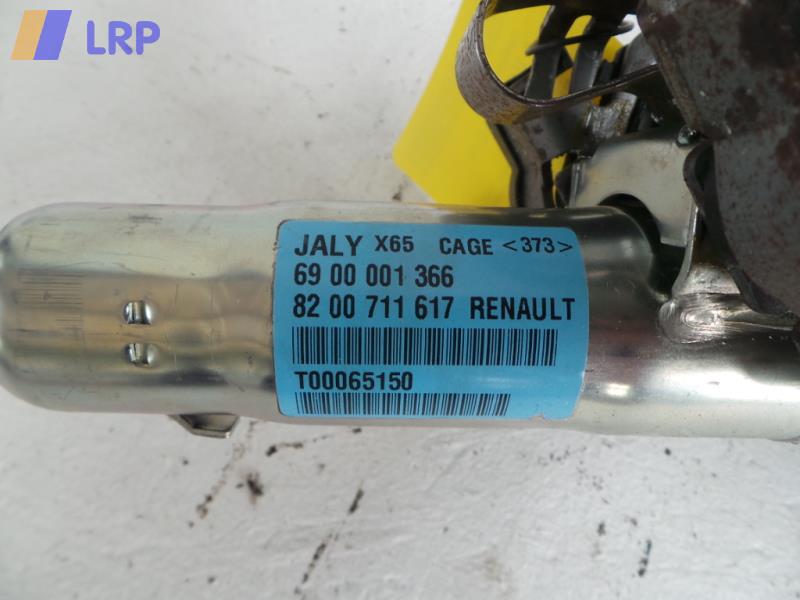 LRP
JALY X65 CAGE <373>
69 00 001 366
82 00 711 617 RENAULT
T00065150